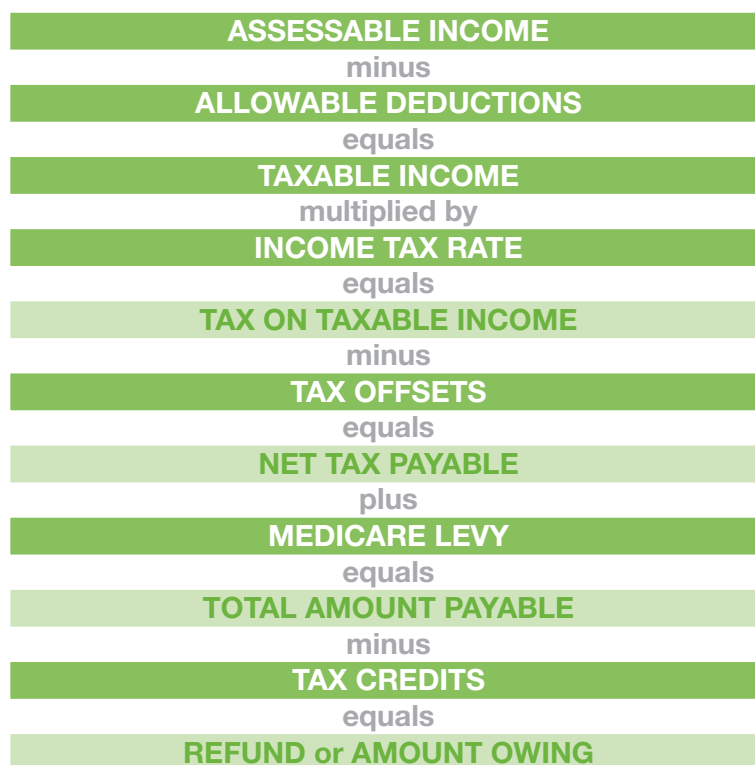 ASSESSABLE INCOME
minus
ALLOWABLE DEDUCTIONS
equals
TAXABLE INCOME
multiplied by
INCOME TAX RATE
equals
TAX ON TAXABLE INCOME
minus
TAX OFFSETS
equals
NET TAX PAYABLE
plus
MEDICARE LEVY
equals
TOTAL AMOUNT PAYABLE
minus
TAX CREDITS
equals
REFUND or AMOUNT OWING